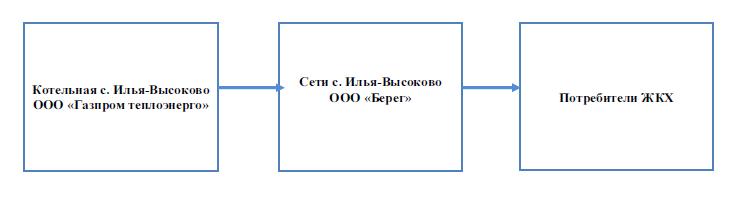 Котельная с. Илья-Высоково
ООО «Газпром теплоэнерго»
Сети с. Илья-Высоково
ООО «Берег»
Потребители ЖКХ